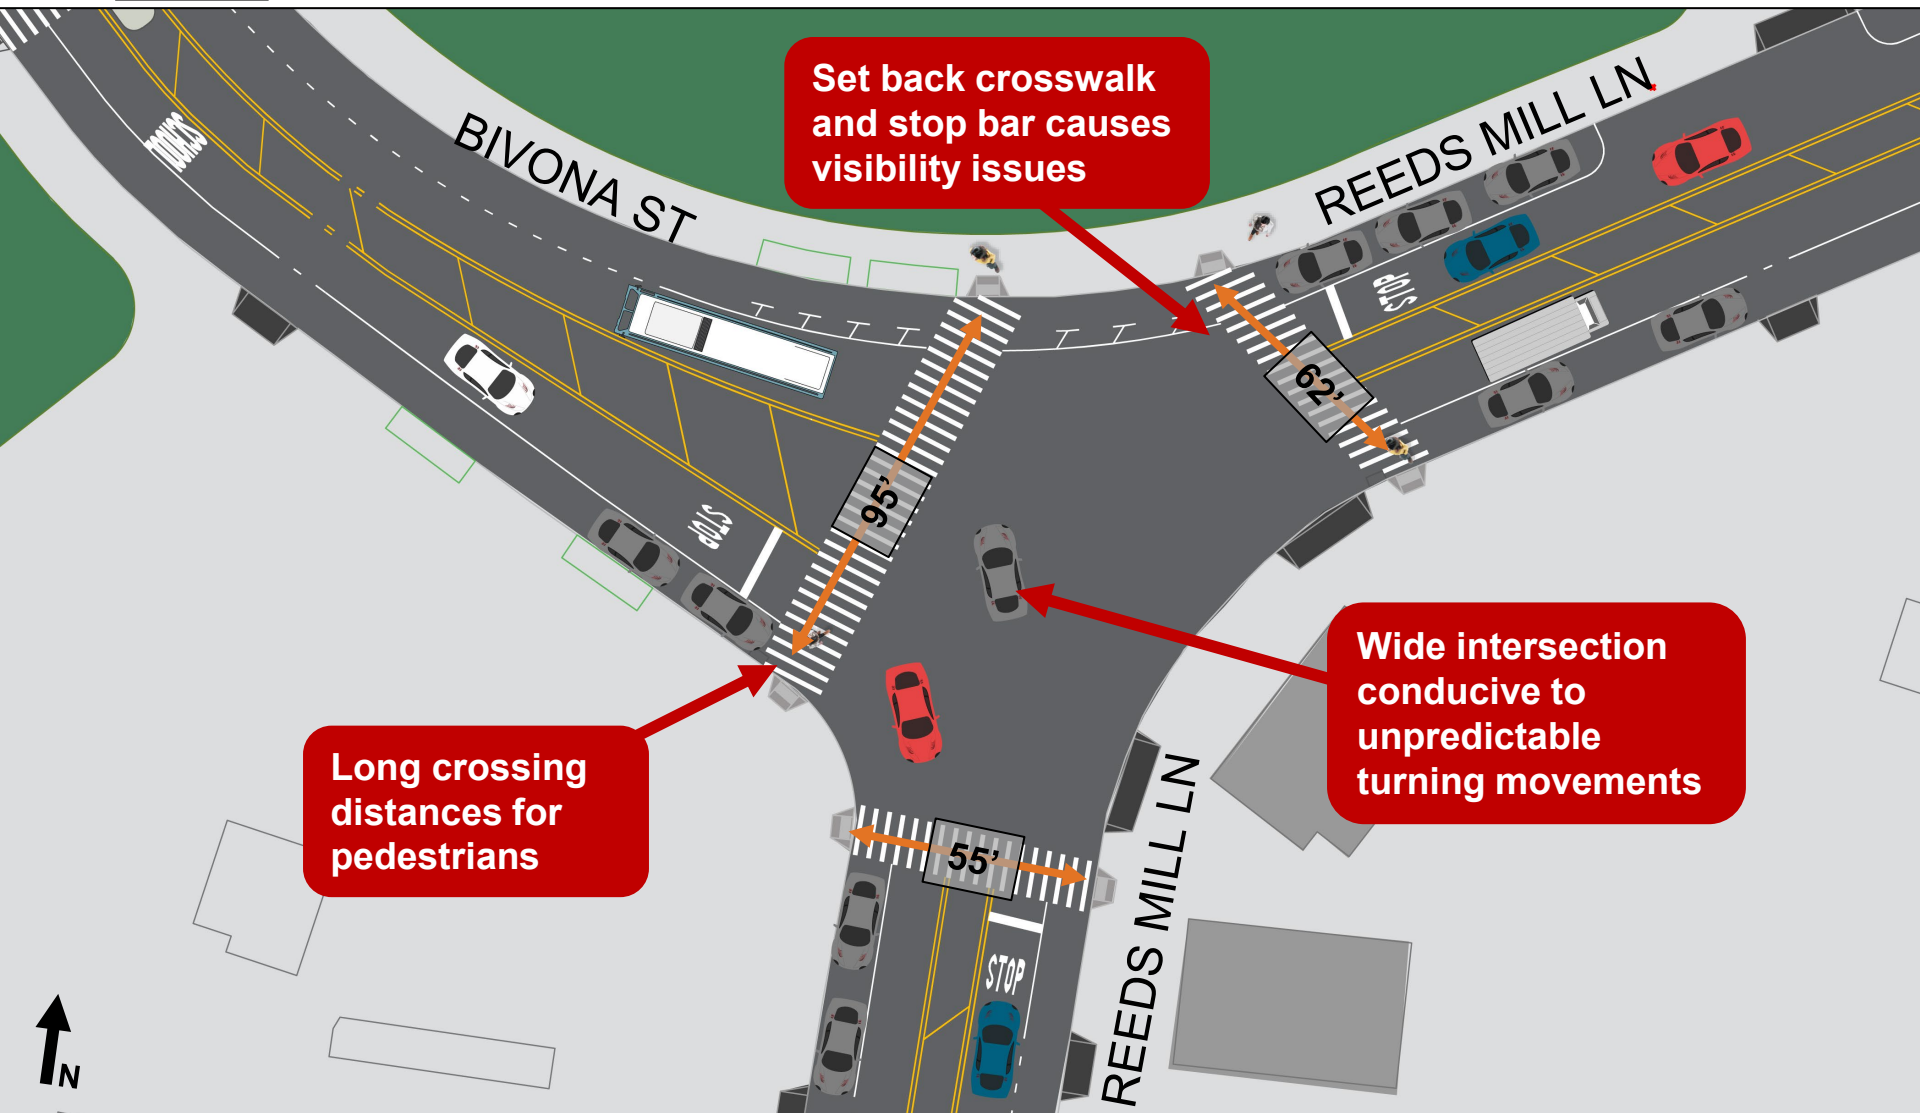 Set back crosswalk
and stop bar causes
visibility issues
BIVONA ST
REEDS MILL LN
STOP
62'
95'
STOP
Wide intersection
conducive to
unpredictable
turning movements
Long crossing
distances for
pedestrians
55'
REEDS MILL LN
STOP
N